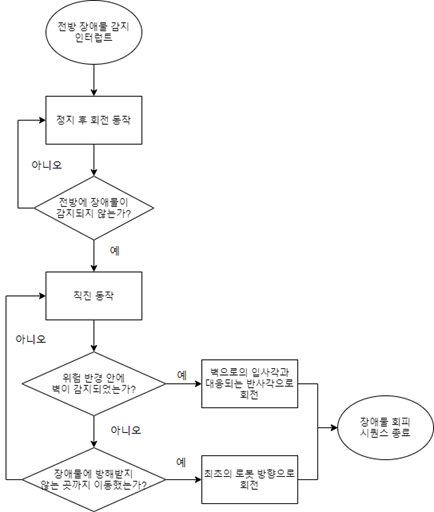 전방 장애물 감지
인터럽트
정지 후 회전 동작
아니오
전방에 장애물이
감지되지 않는가?
예
직진 동작
아니오
위험 반경 안에
벽이 감지되었는가?
예
벽으로의 입사각과
대응되는 반사각으로
회전
아니오
장애물에 방해받지
않는 곳까지 이동했는가?
예
최초의 로봇 방향으로
회전
장애물 회피
시퀀스 종료